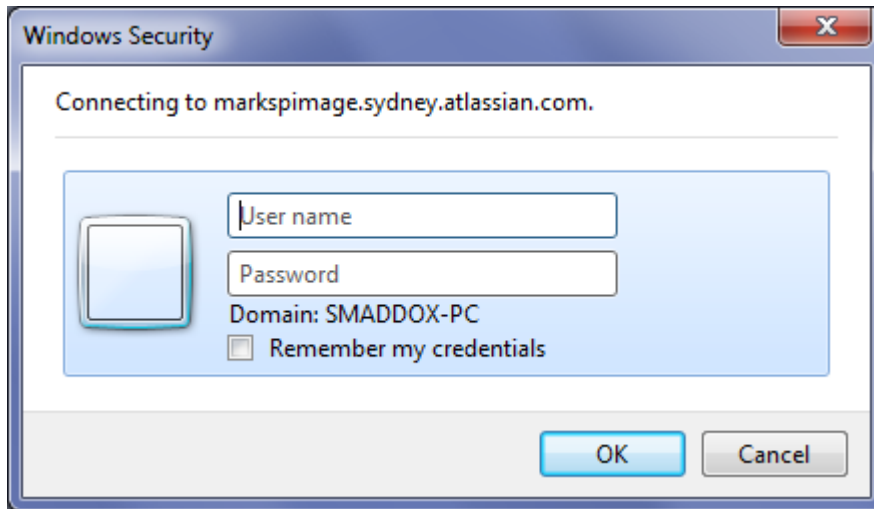 Windows Security
Connecting to markspimage.sydney.atlassian.com.
User name
Password
Domain: SMADDOX-PC
Remember my credentials
OK
Cancel